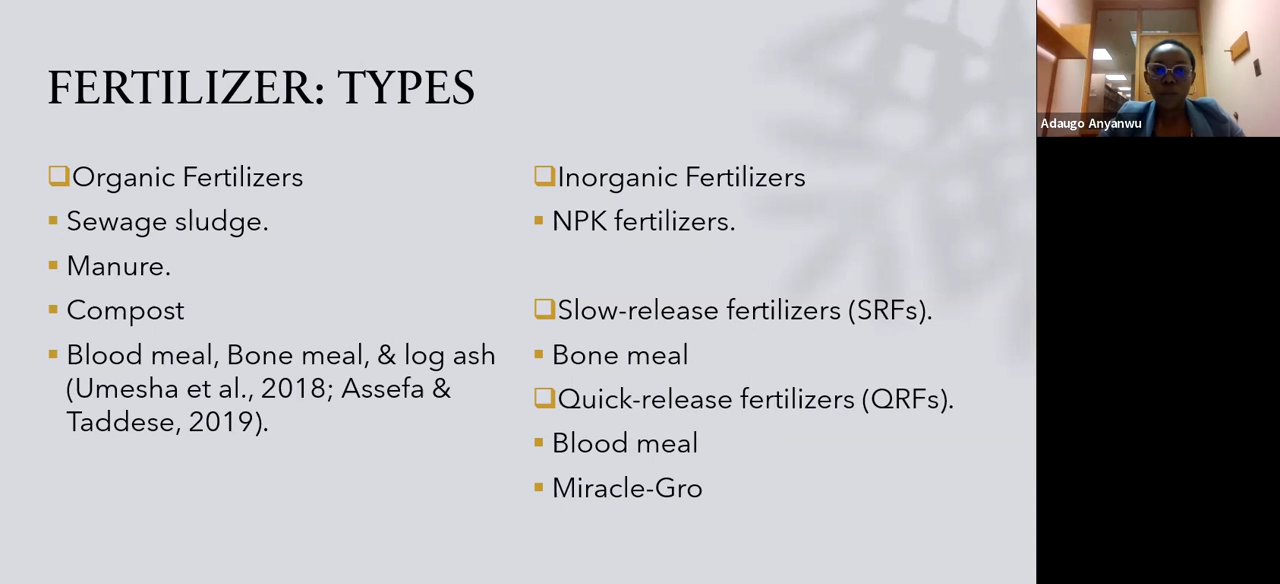 FERTILIZER: TYPES
Organic Fertilizers
Sewage sludge.
Manure.
Compost
Blood meal, Bone meal, & log ash
(Umesha et al., 2018; Assefa &
Taddese, 2019).
Inorganic Fertilizers
NPK fertilizers.
Slow-release fertilizers (SRFs).
Bone meal
Quick-release fertilizers (QRFs).
Blood meal
Miracle-Gro
Adaugo Anyanwu